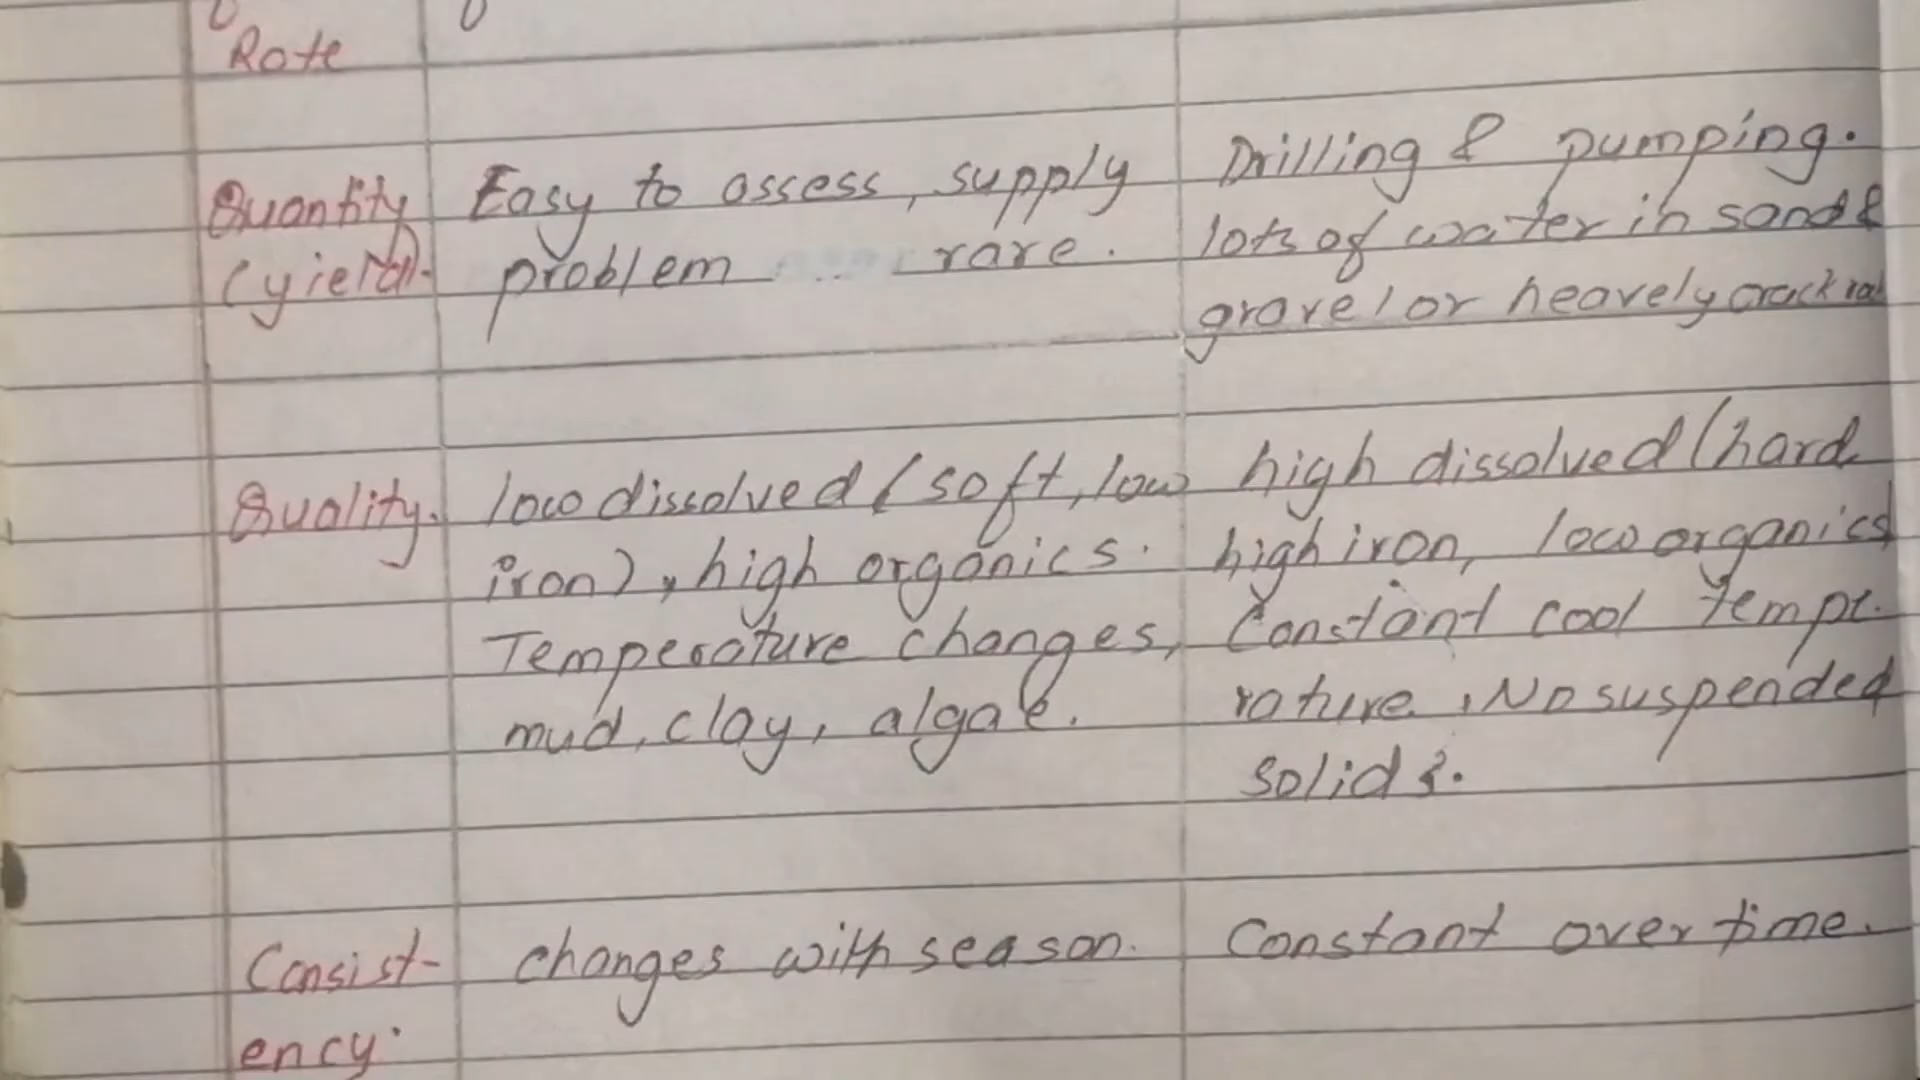 Rate
Quantity Easy to assess, supply Drilling & pumping.
(yield). problem rare. lots of water in sand &
gravel or heavely crack
Quality. low dissolved (soft, low high dissolved (hard
iron), high organics. high iron, low organics
Temperature changes, Constant cool tempe-
mud, clay, algae. rature. No suspended
solids.
Consist- changes with season. Constant over time.
ency.